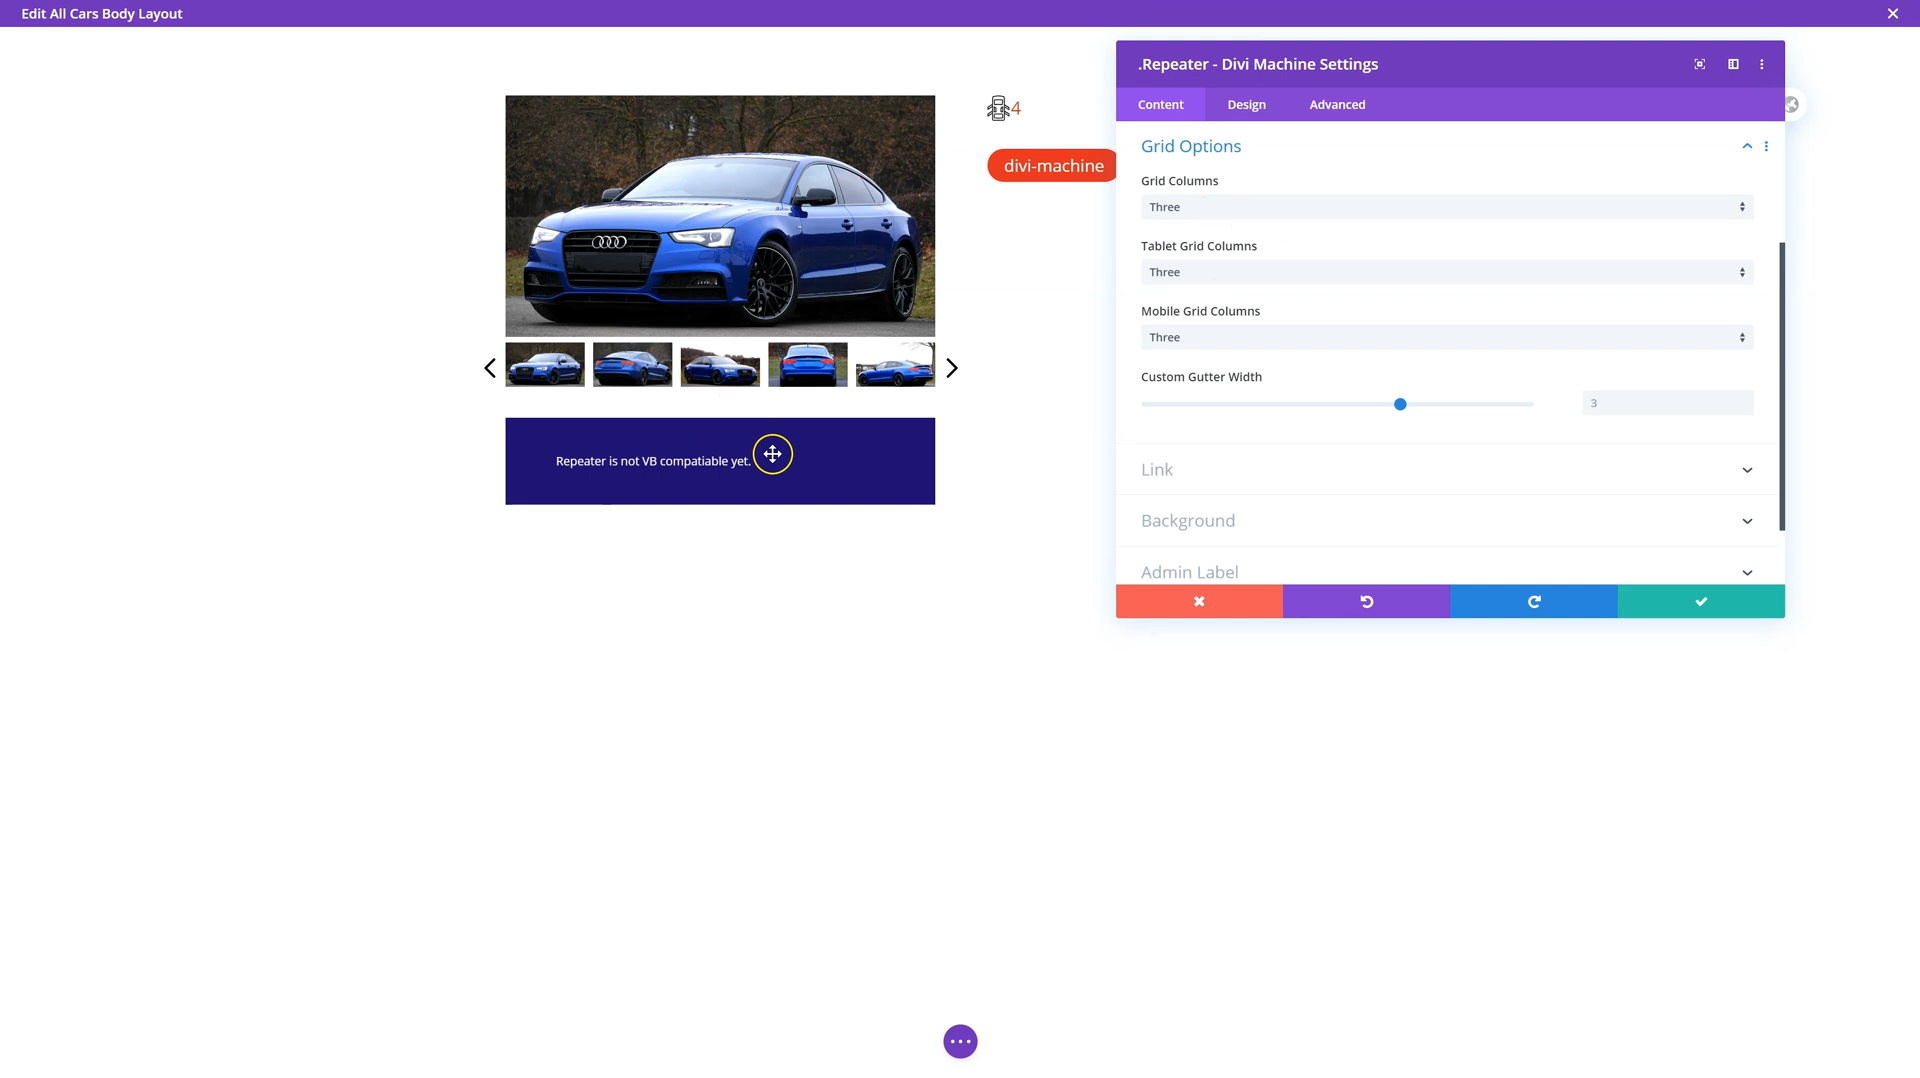 Edit All Cars Body Layout
.Repeater - Divi Machine Settings
Content
Design
Advanced
4
divi-machine
Grid Options
Grid Columns
Three
Tablet Grid Columns
Three
Mobile Grid Columns
Three
Custom Gutter Width
3
Repeater is not VB compatiable yet.
Link
Background
Admin Label